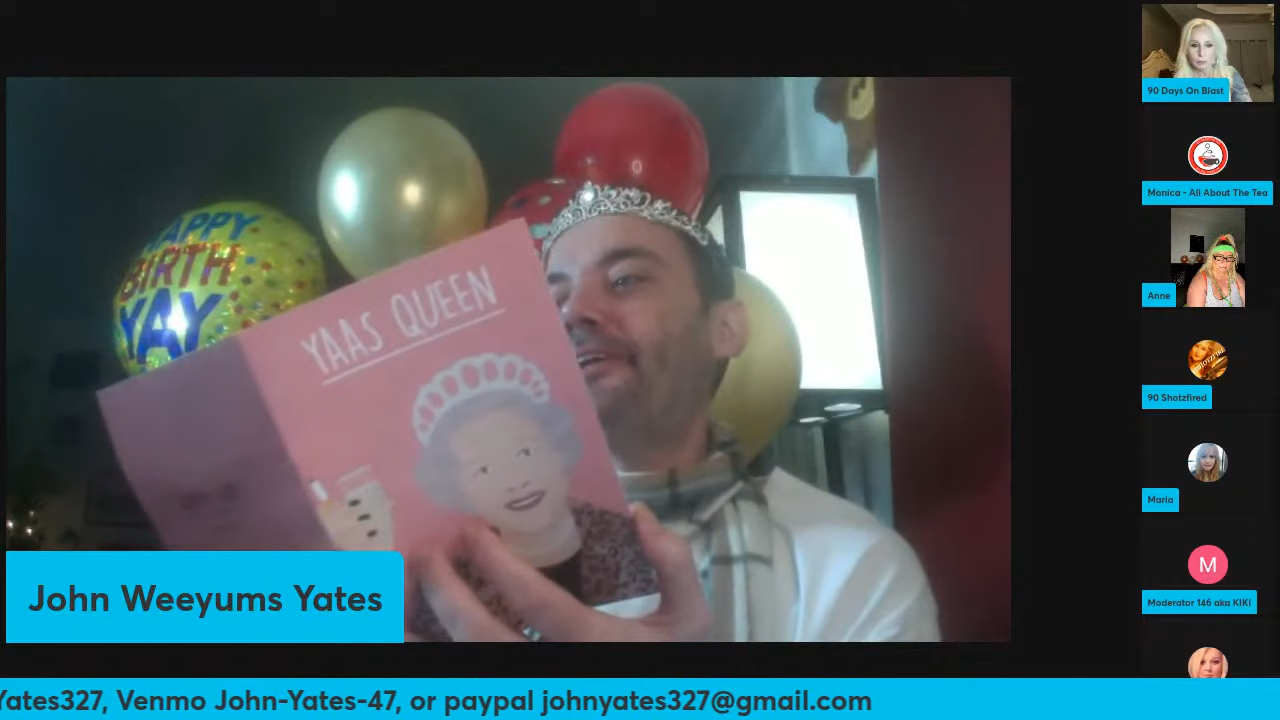 HAPPY
BIRTH
YAY
YAAS QUEEN
John Weeyums Yates
Yates327, Venmo John-Yates-47, or paypal johnyates327@gmail.com
90 Days On Blast
Monica - All About The Tea
Anne
90 Shotzfired
Maria
M
Moderator 146 aka KiKi